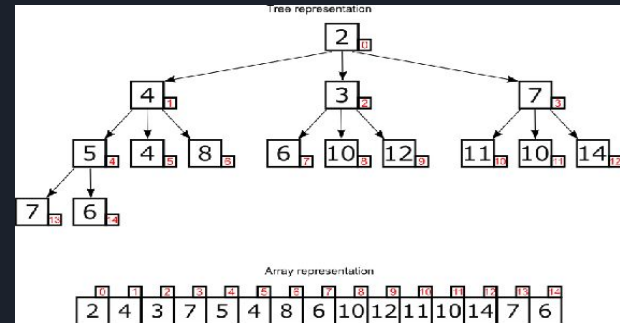 Tree representation
2 0
4 1 3 2 7 3
5 4 4 5 8 6 6 7 10 8 12 9 11 10 10 11 14 12
7 13 6 14
Array representation
0 1 2 3 4 5 6 7 8 9 10 11 12 13 14
2 4 3 7 5 4 8 6 10 12 11 10 14 7 6